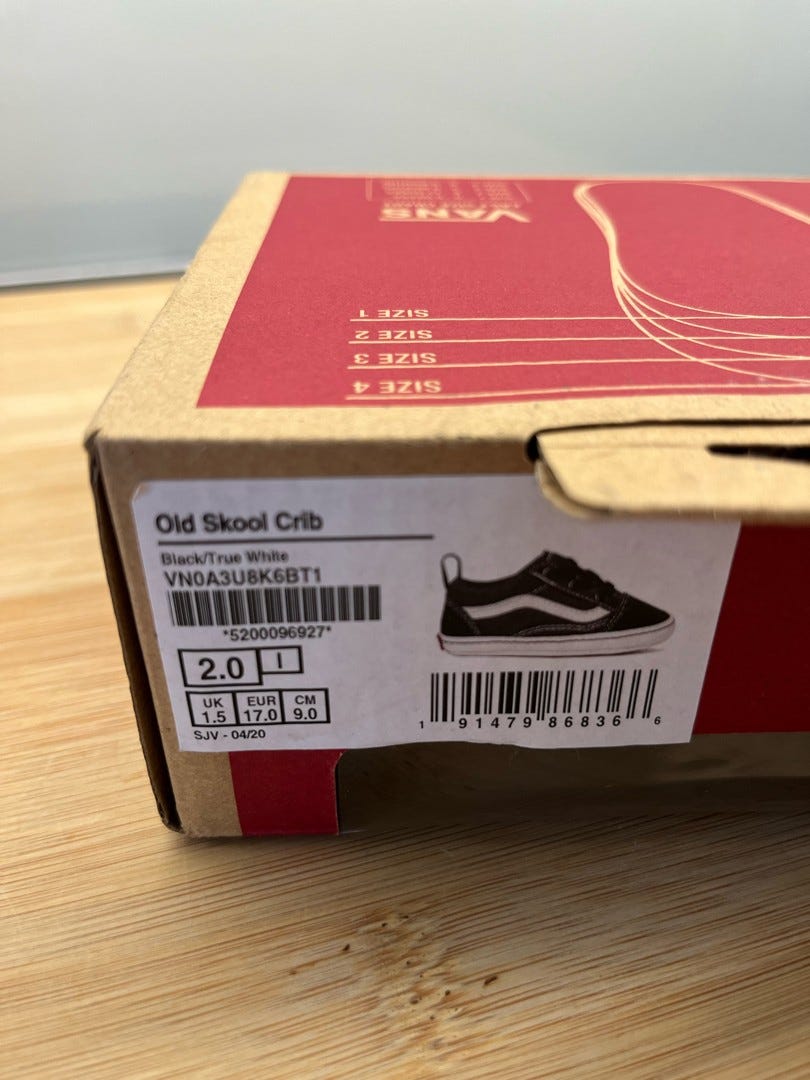 VANS
SIZE 1
SIZE 2
SIZE 3
SIZE 4
Old Skool Crib
Black/True White
VN0A3U8K6BT1
*5200096927*
2.0 I
UK EUR CM
1.5 17.0 9.0
SJV - 04/20
1 91479 86836 6